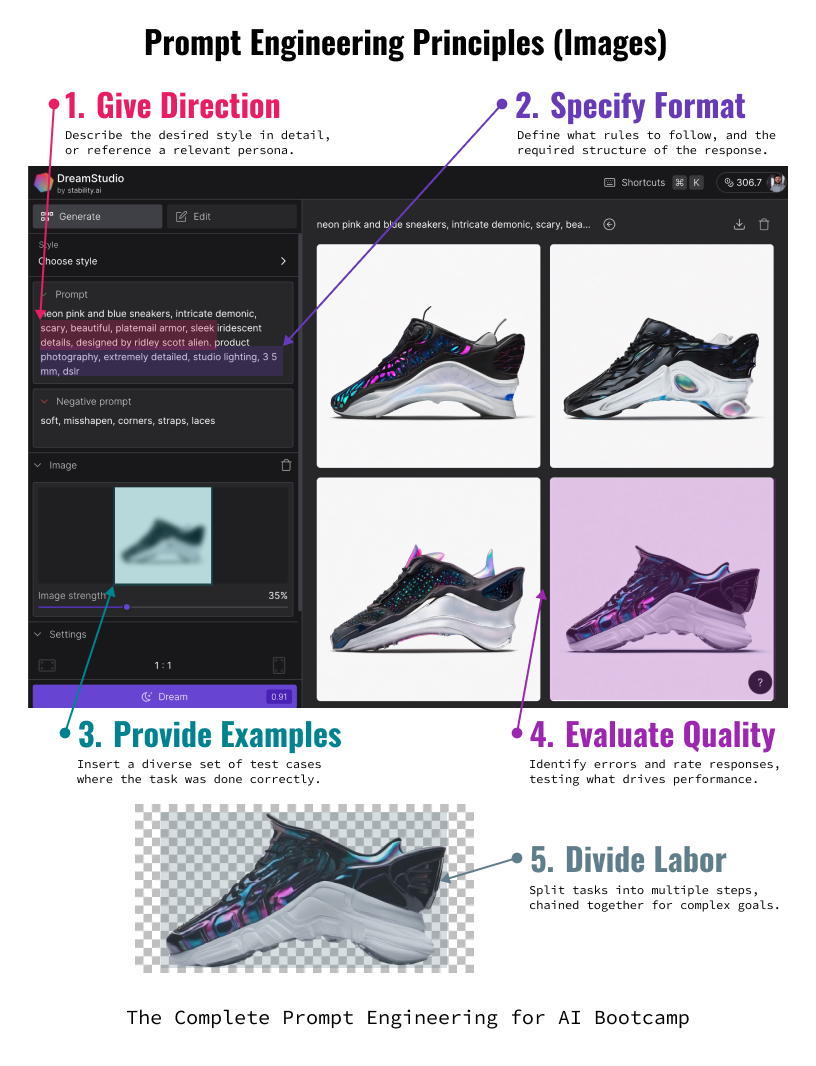 Prompt Engineering Principles (Images)
1. Give Direction
Describe the desired style in detail,
or reference a relevant persona.
2. Specify Format
Define what rules to follow, and the
required structure of the response.
DreamStudio
by stability.ai
Shortcuts ⌘ K
306.7
Generate
Edit
Style
Choose style
Prompt
neon pink and blue sneakers, intricate demonic,
scary, beautiful, platemail armor, sleek iridescent
details, designed by ridley scott alien. product
photography, extremely detailed, studio lighting, 3 5
mm, dslr
Negative prompt
soft, misshapen, corners, straps, laces
Image
Image strength 35%
Settings
1 : 1
Dream 0.91
neon pink and blue sneakers, intricate demonic, scary, bea...
?
3. Provide Examples
Insert a diverse set of test cases
where the task was done correctly.
4. Evaluate Quality
Identify errors and rate responses,
testing what drives performance.
5. Divide Labor
Split tasks into multiple steps,
chained together for complex goals.
The Complete Prompt Engineering for AI Bootcamp